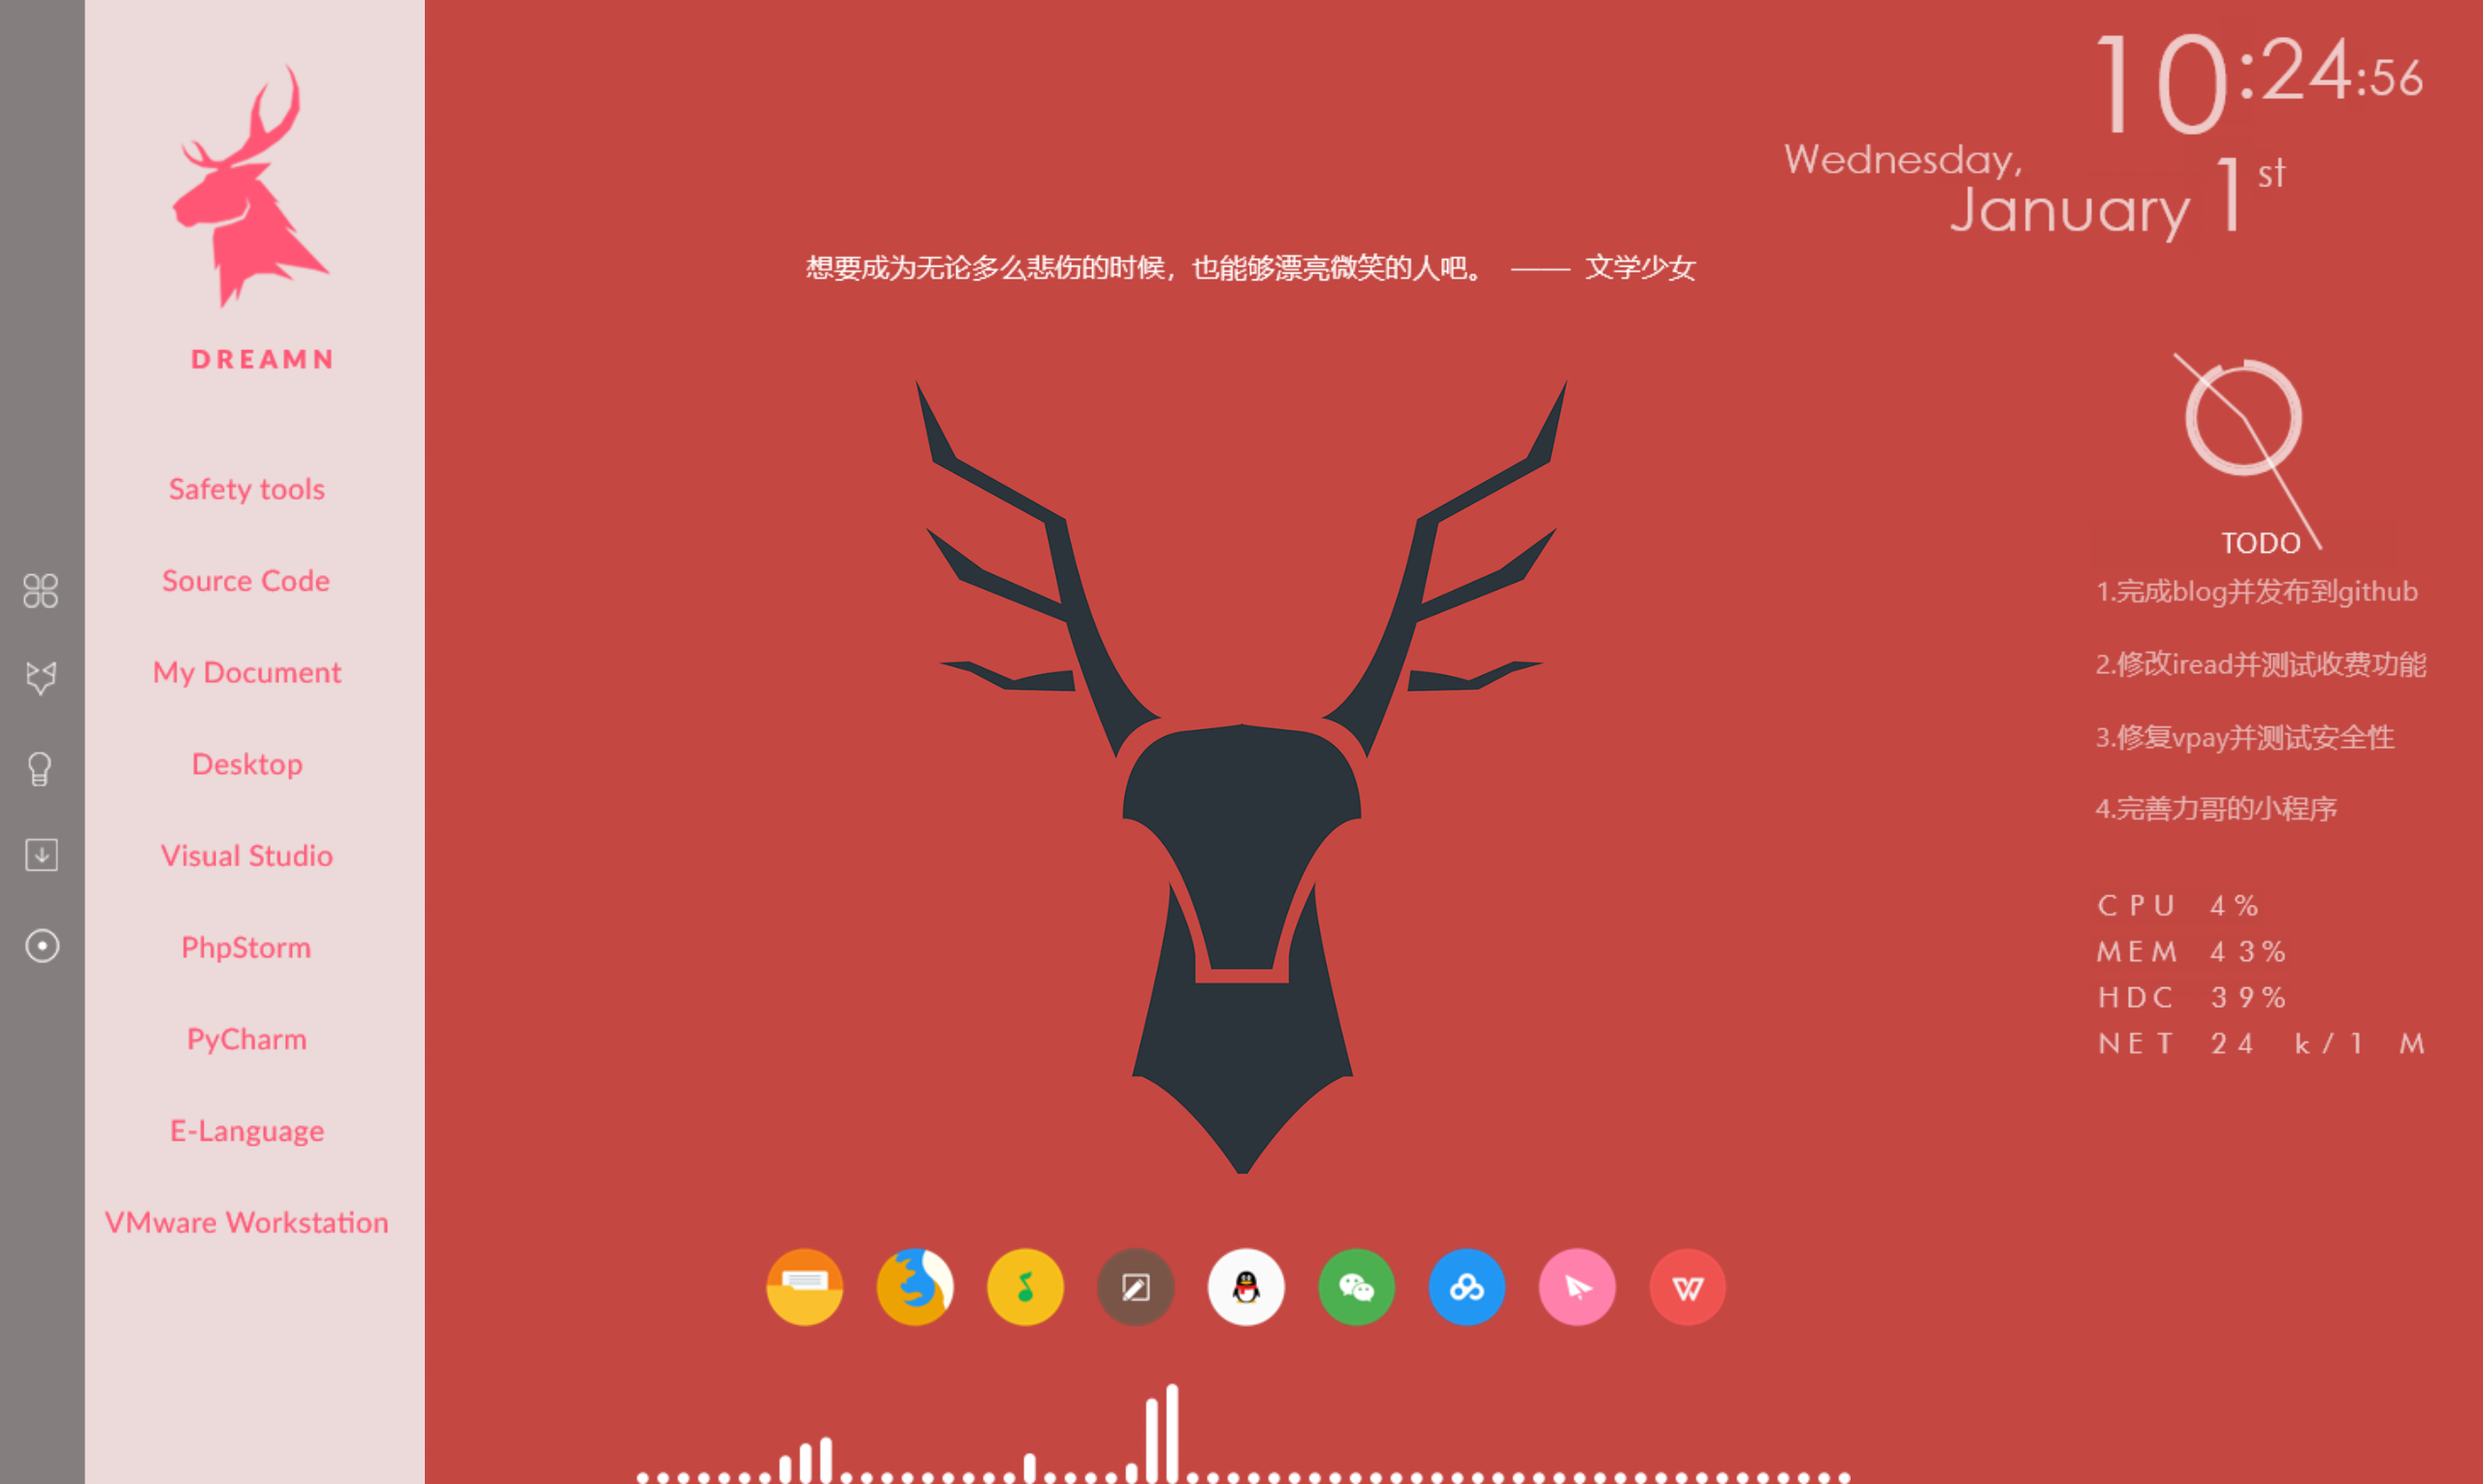 DREAMN
Safety tools
Source Code
My Document
Desktop
Visual Studio
PhpStorm
PyCharm
E-Language
VMware Workstation
想要成为无论多么悲伤的时候，也能够漂亮微笑的人吧。 —— 文学少女
10:24:56
Wednesday,
January 1st
TODO
1.完成blog并发布到github
2.修改iread并测试收费功能
3.修复vpay并测试安全性
4.完善力哥的小程序
CPU 4%
MEM 43%
HDC 39%
NET 24 k/1 M